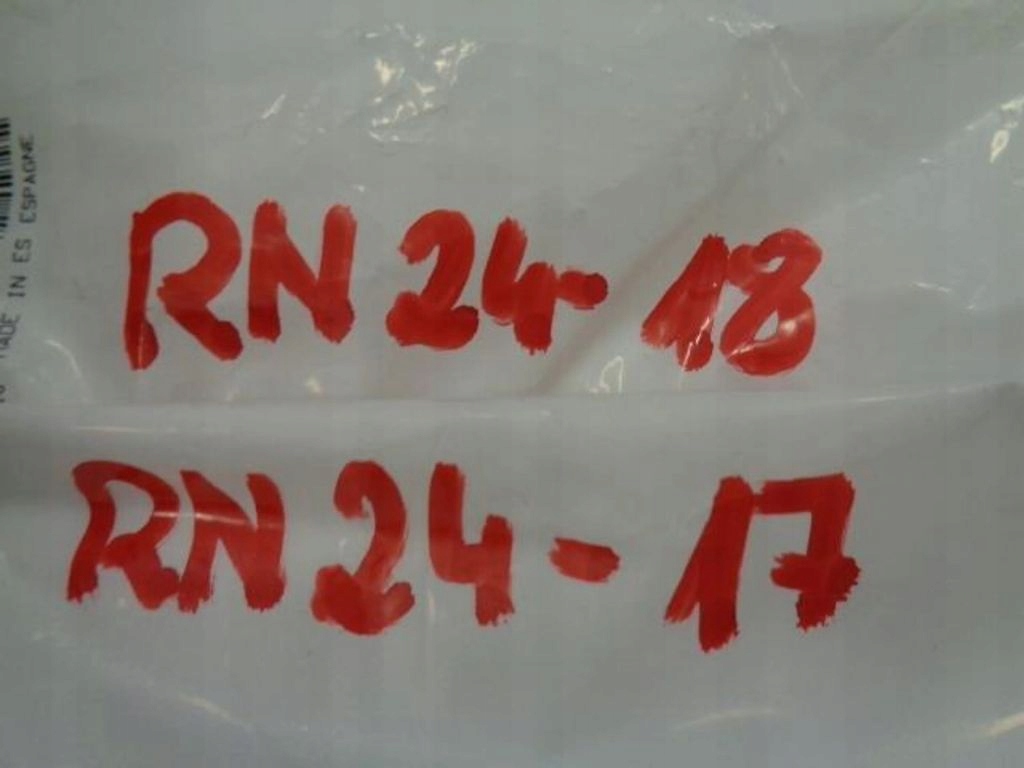 RN 24-18
RN 24-17
MADE IN ES ESPAGNE